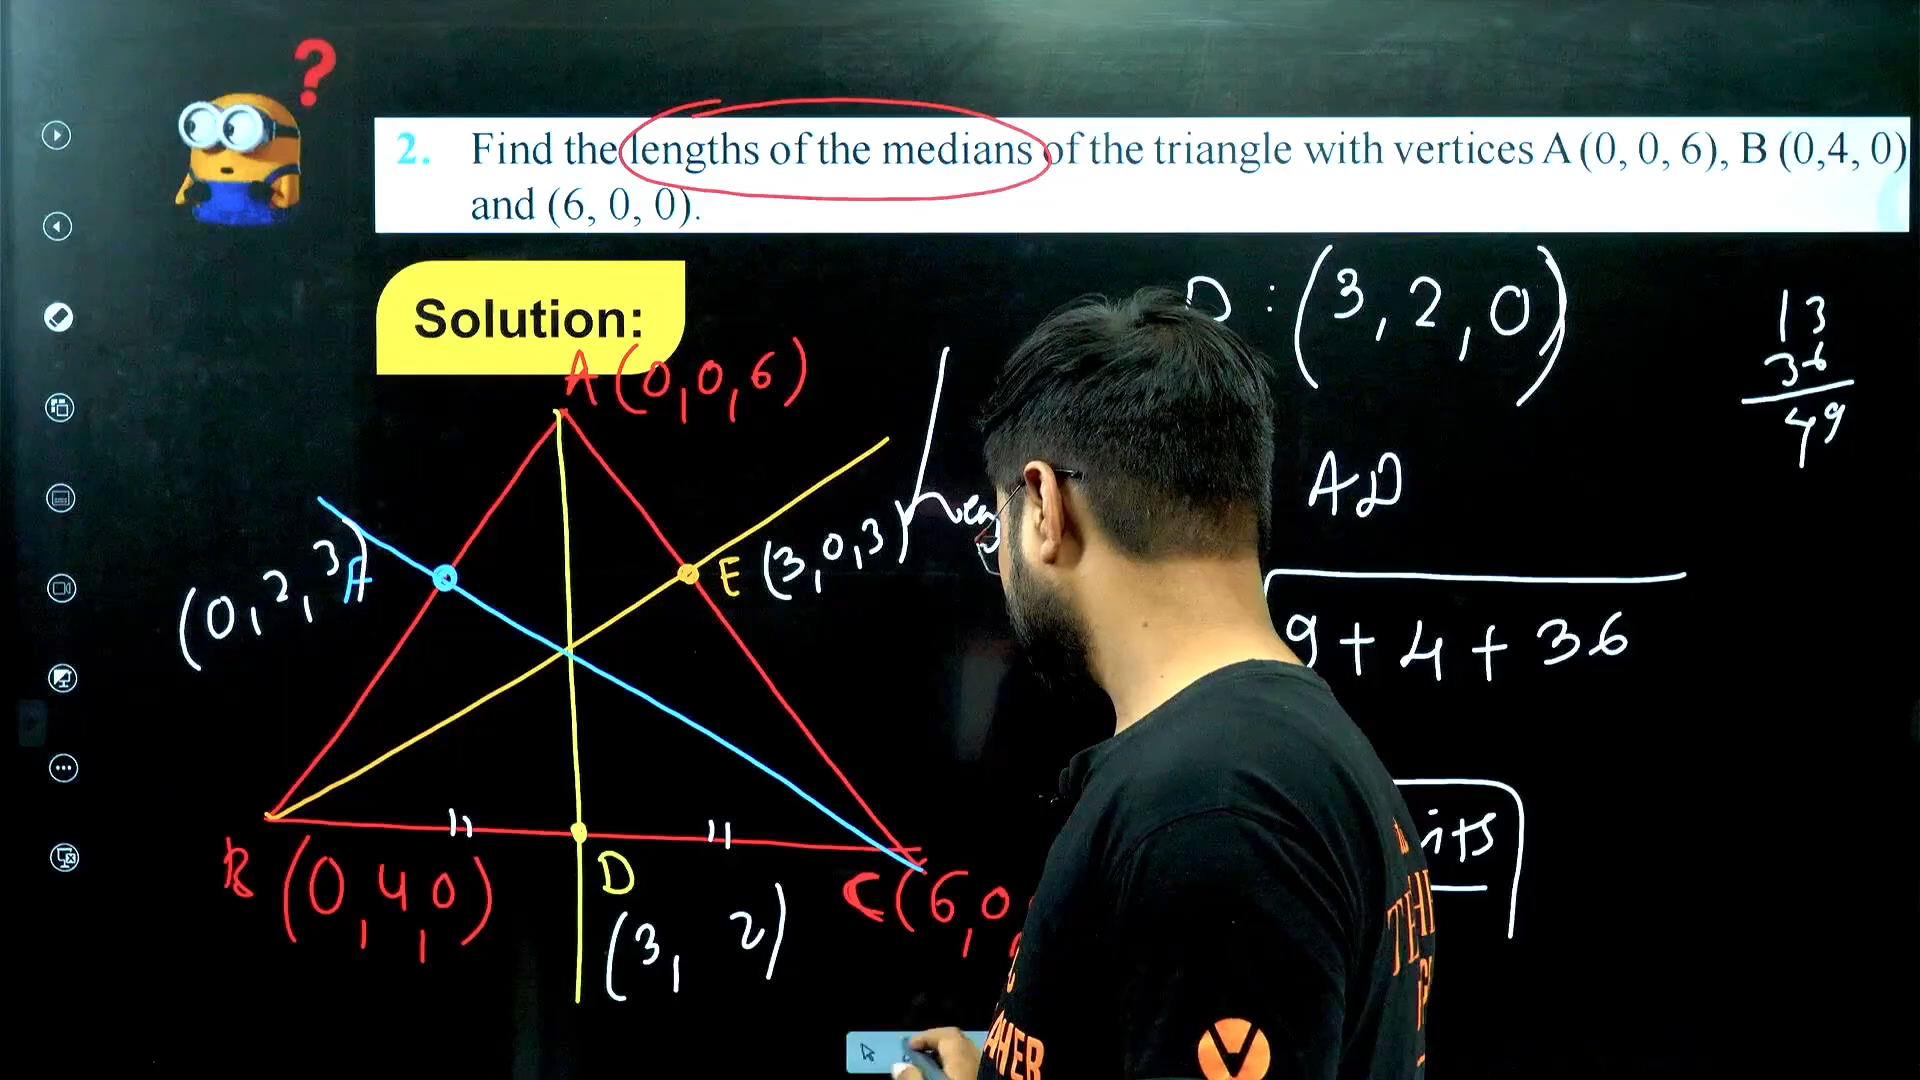 ?
2. Find the lengths of the medians of the triangle with vertices A (0, 0, 6), B (0,4, 0)
and (6, 0, 0).
Solution:
A (0,0,6)
D : (3, 2, 0)
13
36
49
AD
E (3,0,3)
(0, 2, 3)
9 + 4 + 36
B (0,4,0)
D
C (6,0
(3, 2)